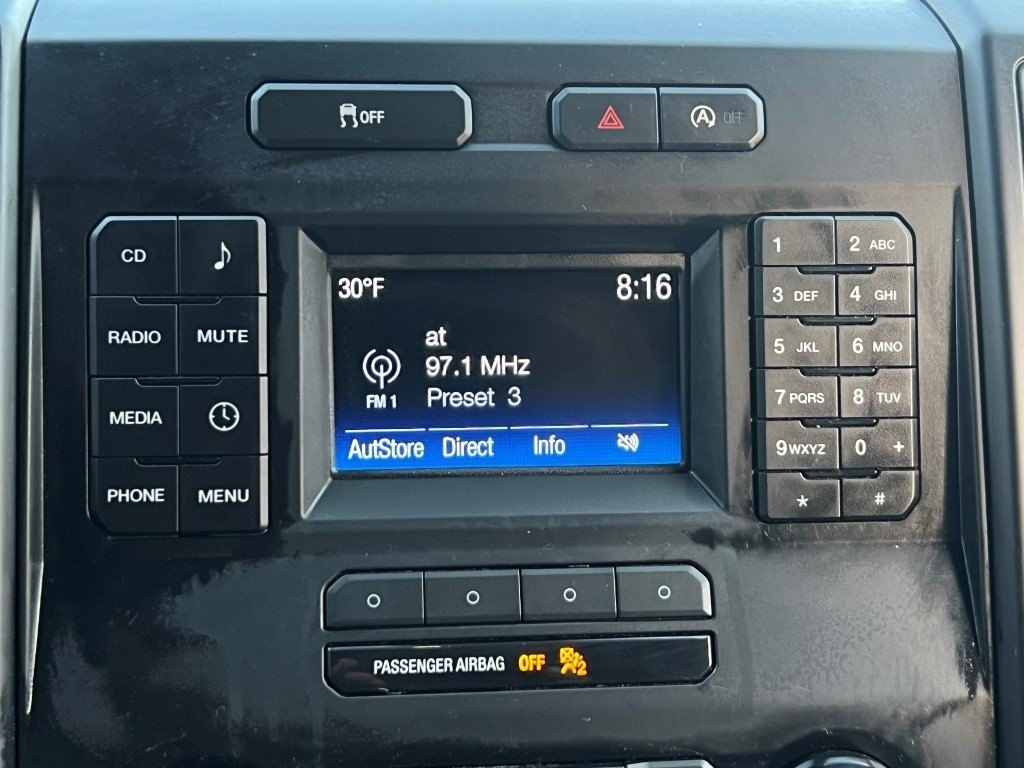 OFF
A OFF
CD
RADIO MUTE
MEDIA
PHONE MENU
30°F 8:16
at
97.1 MHz
FM 1 Preset 3
AutStore Direct Info
1 2 ABC
3 DEF 4 GHI
5 JKL 6 MNO
7 PQRS 8 TUV
9 WXYZ 0 +
* #
PASSENGER AIRBAG OFF 2